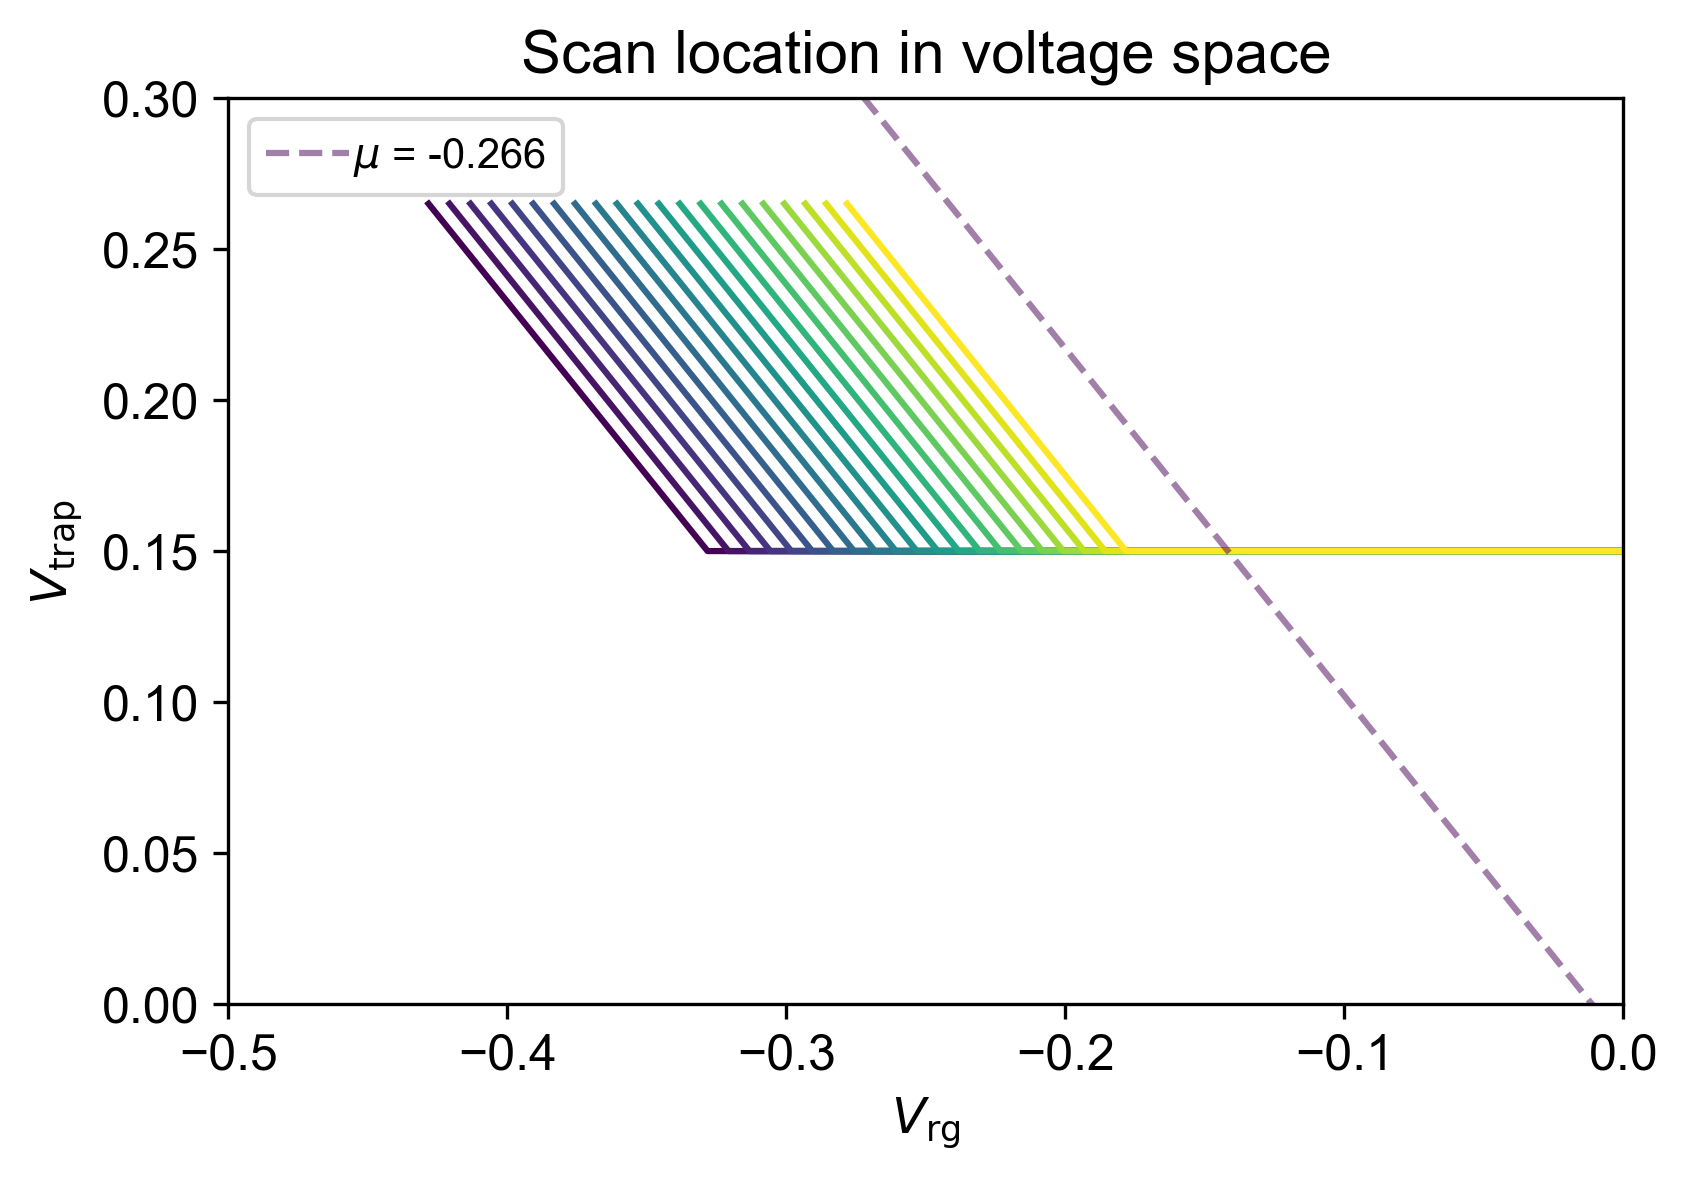 Scan location in voltage space
0.30
0.25
0.20
0.15
0.10
0.05
0.00
V_trap
μ = -0.266
−0.5 −0.4 −0.3 −0.2 −0.1 0.0
V_rg